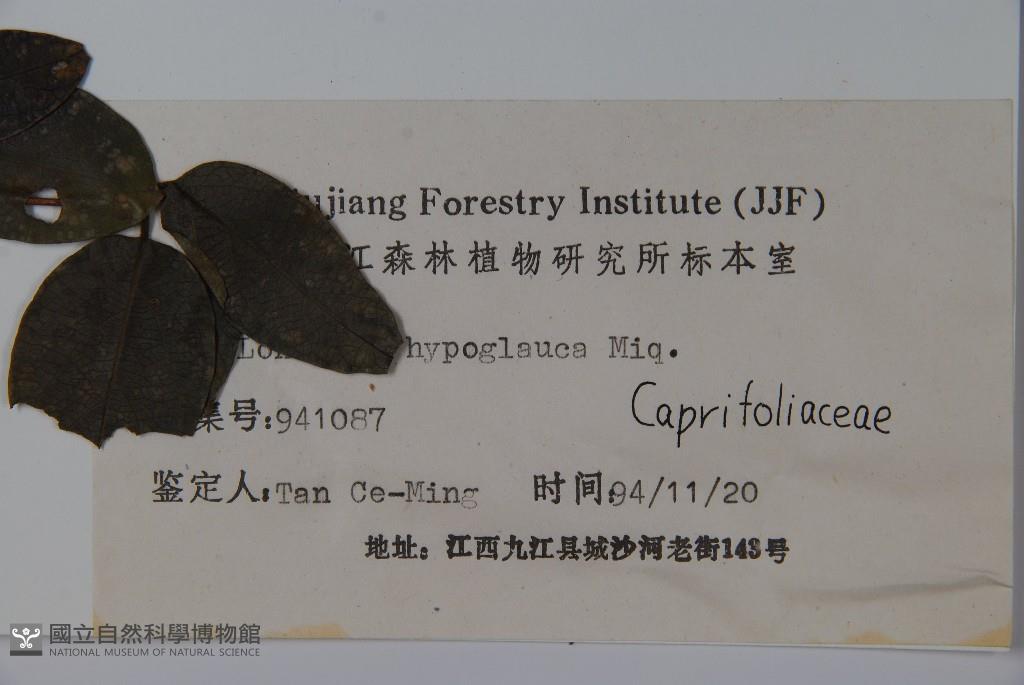 ujiang Forestry Institute (JJF)
江森林植物研究所标本室
hypoglauca Miq.
集号:941087
Caprifoliaceae
鉴定人:Tan Ce-Ming 时间:94/11/20
地址: 江西九江县城沙河老街143号
國立自然科學博物館
NATIONAL MUSEUM OF NATURAL SCIENCE